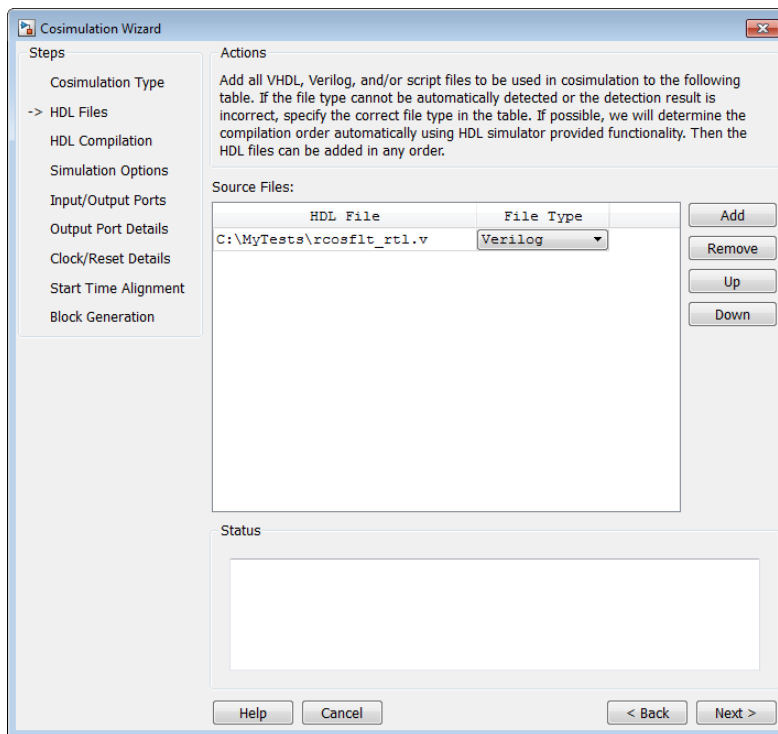 Cosimulation Wizard
Steps
Cosimulation Type
-> HDL Files
HDL Compilation
Simulation Options
Input/Output Ports
Output Port Details
Clock/Reset Details
Start Time Alignment
Block Generation
Actions
Add all VHDL, Verilog, and/or script files to be used in cosimulation to the following
table. If the file type cannot be automatically detected or the detection result is
incorrect, specify the correct file type in the table. If possible, we will determine the
compilation order automatically using HDL simulator provided functionality. Then the
HDL files can be added in any order.
Source Files:
HDL File File Type
C:\MyTests\rcosflt_rtl.v Verilog
Add
Remove
Up
Down
Status
Help Cancel < Back Next >